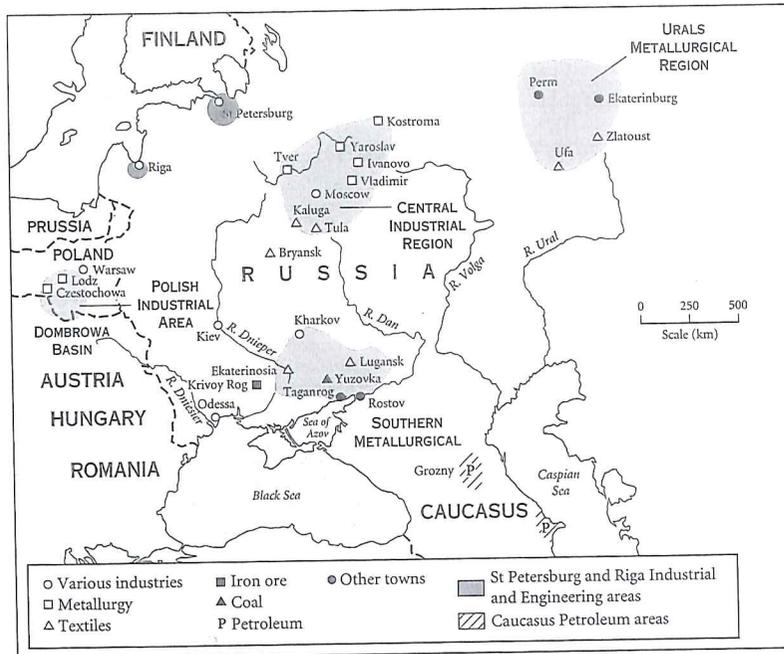 FINLAND
URALS
METALLURGICAL
REGION
Perm
Ekaterinburg
St Petersburg
Kostroma
Zlatoust
Yaroslav
Ufa
Tver
Ivanovo
Riga
Vladimir
Moscow
Kaluga
CENTRAL
INDUSTRIAL
REGION
Tula
PRUSSIA
Bryansk
R. Ural
POLAND
Warsaw
RUSSIA
R. Volga
Lodz
Czestochowa
POLISH
INDUSTRIAL
AREA
0 250 500
Scale (km)
R. Dan
Kharkov
DOMBROWA
BASIN
Kiev
R. Dnieper
Lugansk
Ekaterinosia
Yuzovka
AUSTRIA
Krivoy Rog
R. Dniester
Taganrog
Rostov
Odessa
HUNGARY
Sea of
Azov
SOUTHERN
METALLURGICAL
ROMANIA
Grozny
P
Caspian
Sea
Black Sea
CAUCASUS
P
Various industries
Metallurgy
Textiles
Iron ore
Coal
P Petroleum
Other towns
St Petersburg and Riga Industrial
and Engineering areas
Caucasus Petroleum areas